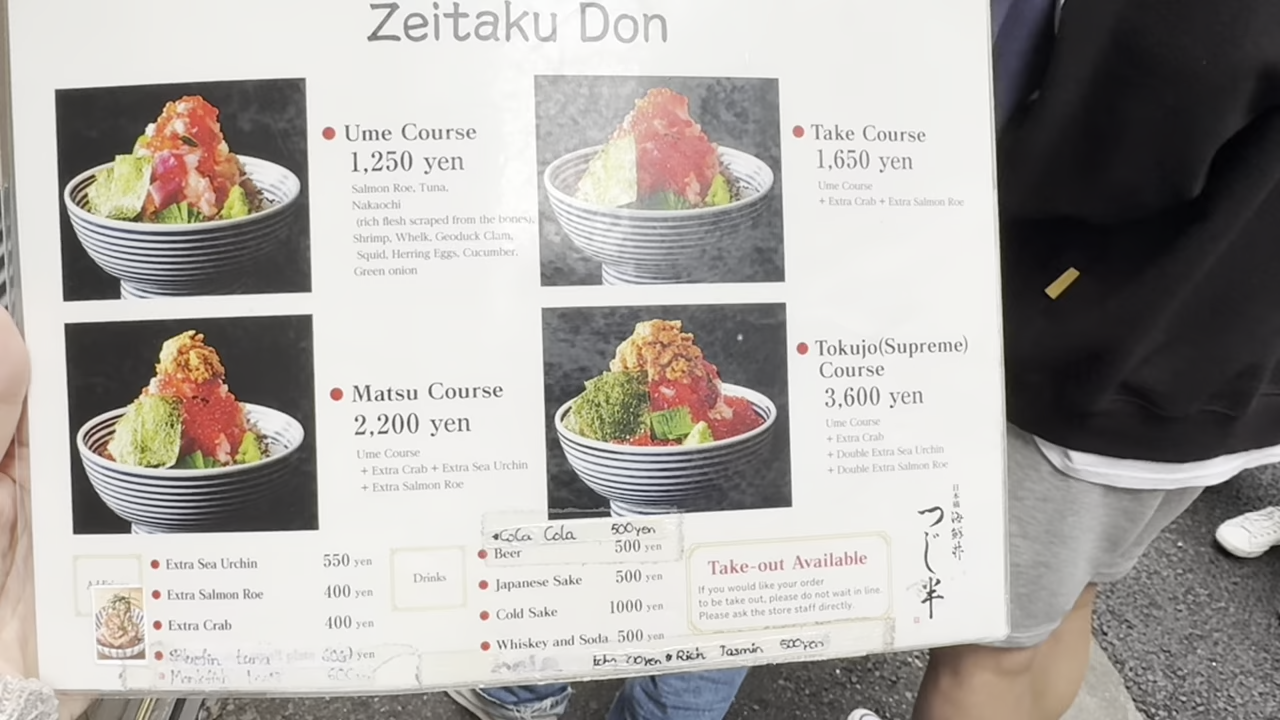 Zeitaku Don
Ume Course
1,250 yen
Salmon Roe, Tuna,
Nakaochi
(rich flesh scraped from the bones),
Shrimp, Whelk, Geoduck Clam,
Squid, Herring Eggs, Cucumber,
Green onion
Take Course
1,650 yen
Ume Course
+ Extra Crab + Extra Salmon Roe
Matsu Course
2,200 yen
Ume Course
+ Extra Crab + Extra Sea Urchin
+ Extra Salmon Roe
Tokujo(Supreme)
Course
3,600 yen
Ume Course
+ Extra Crab
+ Double Extra Sea Urchin
+ Double Extra Salmon Roe
Extra Sea Urchin 550 yen
Extra Salmon Roe 400 yen
Extra Crab 400 yen
tuna yen
Drinks
Coca Cola 500yen
Beer 500 yen
Japanese Sake 500 yen
Cold Sake 1000 yen
Whiskey and Soda 500 yen
Rich Jasmin 500yen
Take-out Available
If you would like your order
to be take out, please do not wait in line.
Please ask the store staff directly.
日本橋
海鮮丼
つじ半